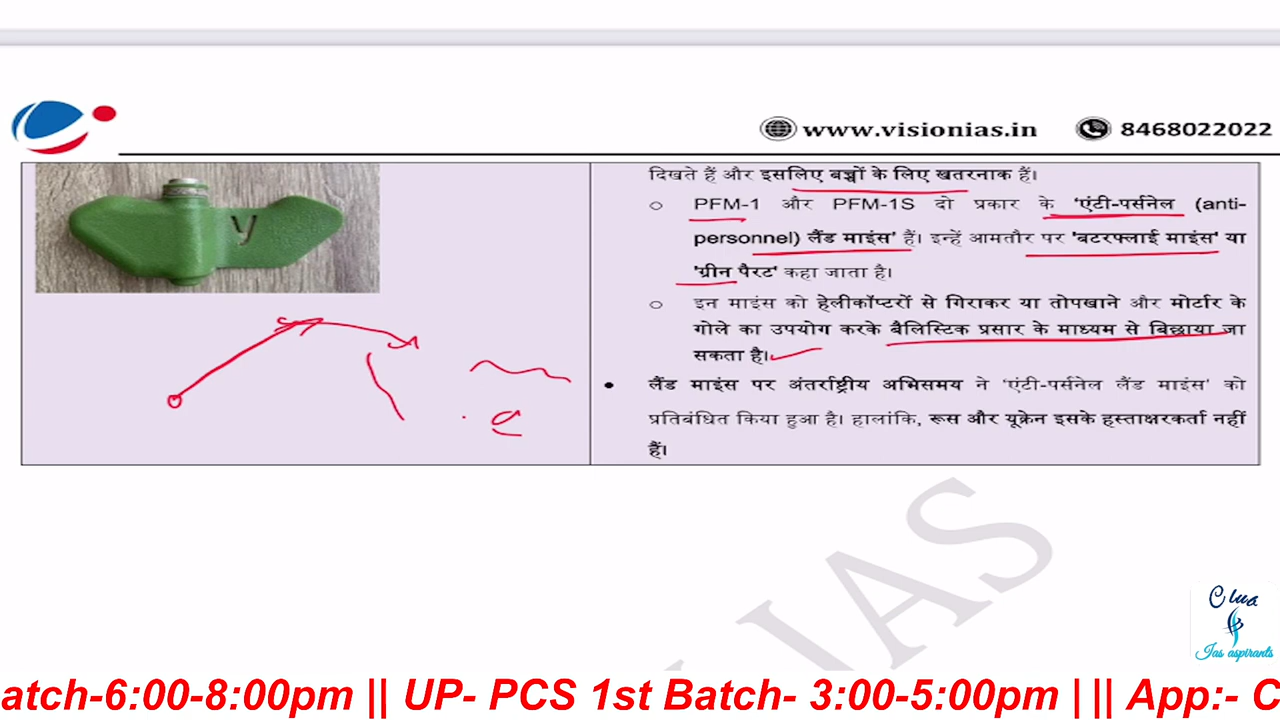 www.visionias.in 8468022022
दिखते हैं और इसलिए बच्चों के लिए खतरनाक हैं।
○ PFM-1 और PFM-1S दो प्रकार के 'एंटी-पर्सनेल (anti-
personnel) लैंड माइंस' हैं। इन्हें आमतौर पर 'बटरफ्लाई माइंस' या
'ग्रीन पैरट' कहा जाता है।
○ इन माइंस को हेलीकॉप्टरों से गिराकर या तोपखाने और मोर्टार के
गोले का उपयोग करके बैलिस्टिक प्रसार के माध्यम से बिछाया जा
सकता है।
● लैंड माइंस पर अंतर्राष्ट्रीय अभिसमय ने 'एंटी-पर्सनेल लैंड माइंस' को
प्रतिबंधित किया हुआ है। हालांकि, रूस और यूक्रेन इसके हस्ताक्षरकर्ता नहीं
हैं।
y
IAS
Clue
Ias aspirants
atch-6:00-8:00pm || UP- PCS 1st Batch- 3:00-5:00pm | || App:- C